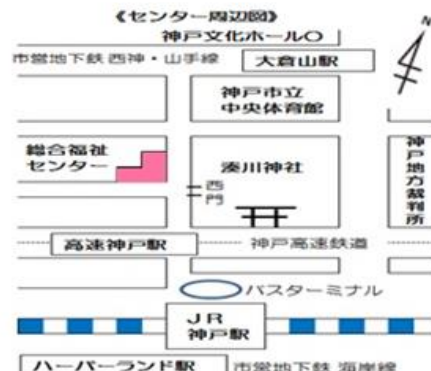 《センター周辺図》
神戸文化ホール〇
市営地下鉄 西神・山手線
大倉山駅
神戸市立
中央体育館
総合福祉
センター
湊川神社
西門
神戸地方裁判所
高速神戸駅
神戸高速鉄道
バスターミナル
JR
神戸駅
ハーバーランド駅
市営地下鉄 海岸線
N